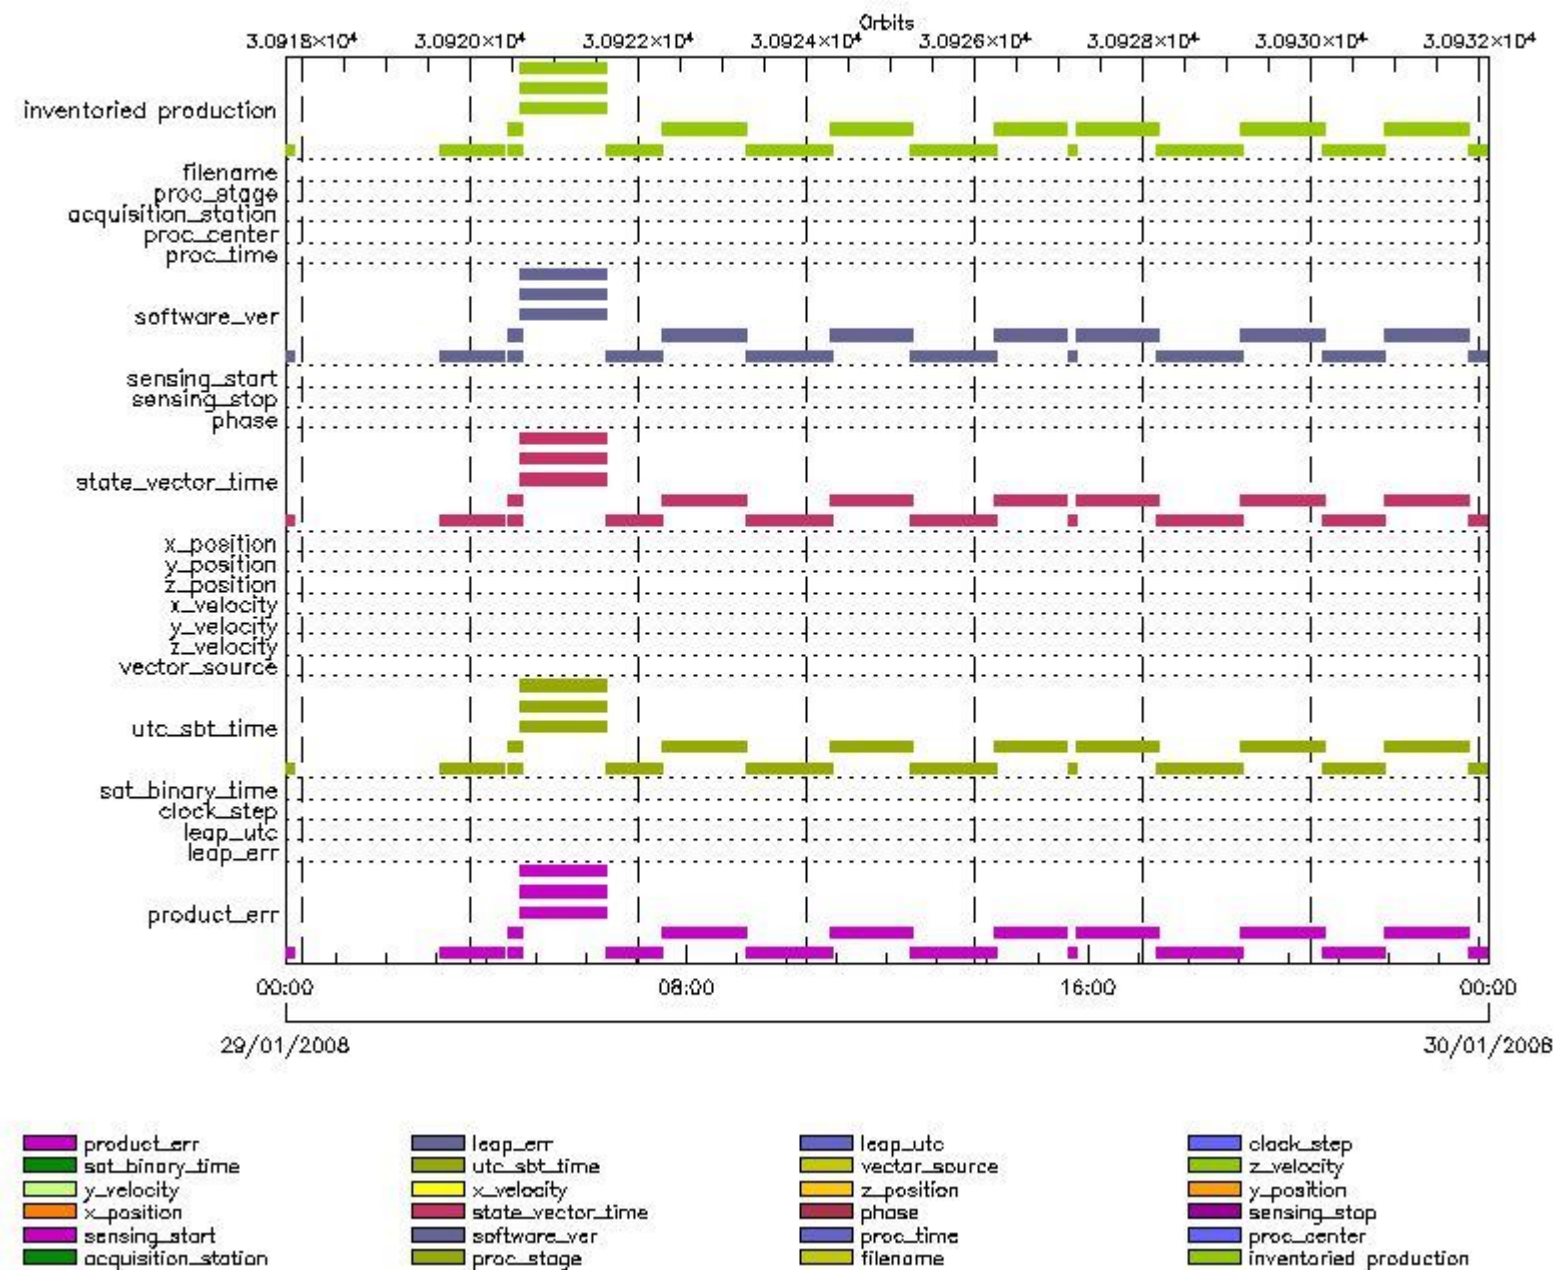 Orbits
3.0918×10⁴ 3.0920×10⁴ 3.0922×10⁴ 3.0924×10⁴ 3.0926×10⁴ 3.0928×10⁴ 3.0930×10⁴ 3.0932×10⁴
inventoried production
filename
proc_stage
acquisition_station
proc_center
proc_time
software_ver
sensing_start
sensing_stop
phase
state_vector_time
x_position
y_position
z_position
x_velocity
y_velocity
z_velocity
vector_source
utc_sbt_time
sat_binary_time
clock_step
leap_utc
leap_err
product_err
00:00 08:00 16:00 00:00
29/01/2008 30/01/2008
product_err leap_err leap_utc clock_step
sat_binary_time utc_sbt_time vector_source z_velocity
y_velocity x_velocity z_position y_position
x_position state_vector_time phase sensing_stop
sensing_start software_ver proc_time proc_center
acquisition_station proc_stage filename inventoried production